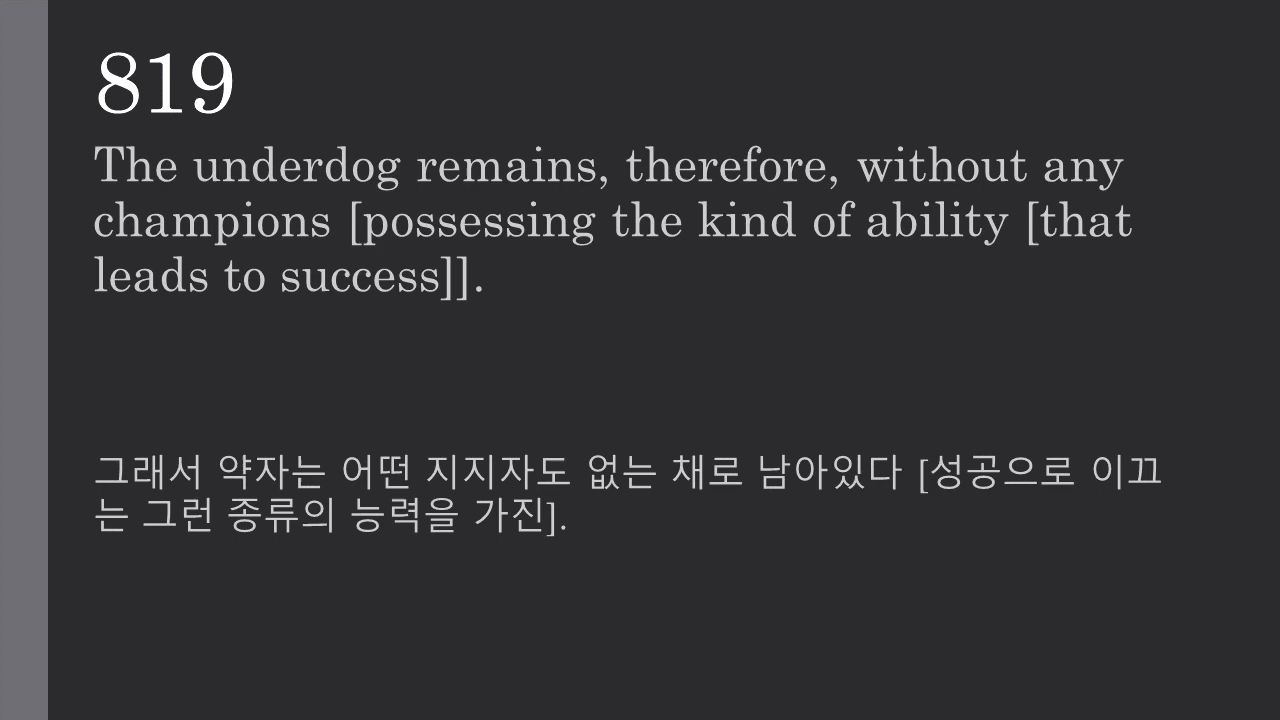 819
The underdog remains, therefore, without any
champions [possessing the kind of ability [that
leads to success]].
그래서 약자는 어떤 지지자도 없는 채로 남아있다 [성공으로 이끄
는 그런 종류의 능력을 가진].